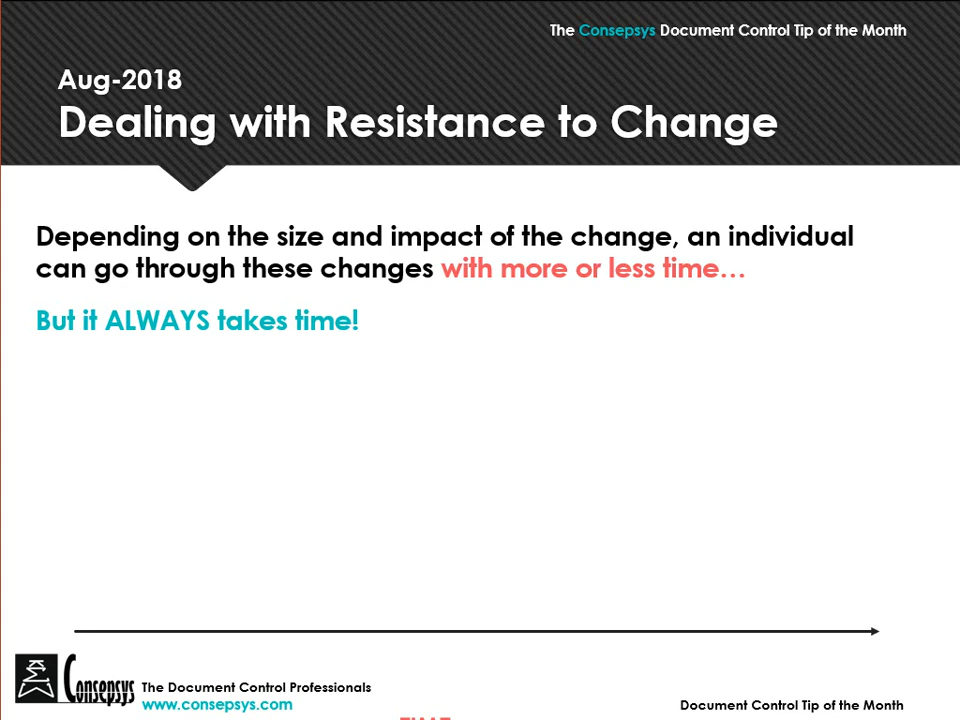 The Consepsys Document Control Tip of the Month
Aug-2018
Dealing with Resistance to Change
Depending on the size and impact of the change, an individual
can go through these changes with more or less time…
But it ALWAYS takes time!
Consepsys
The Document Control Professionals
www.consepsys.com
Document Control Tip of the Month